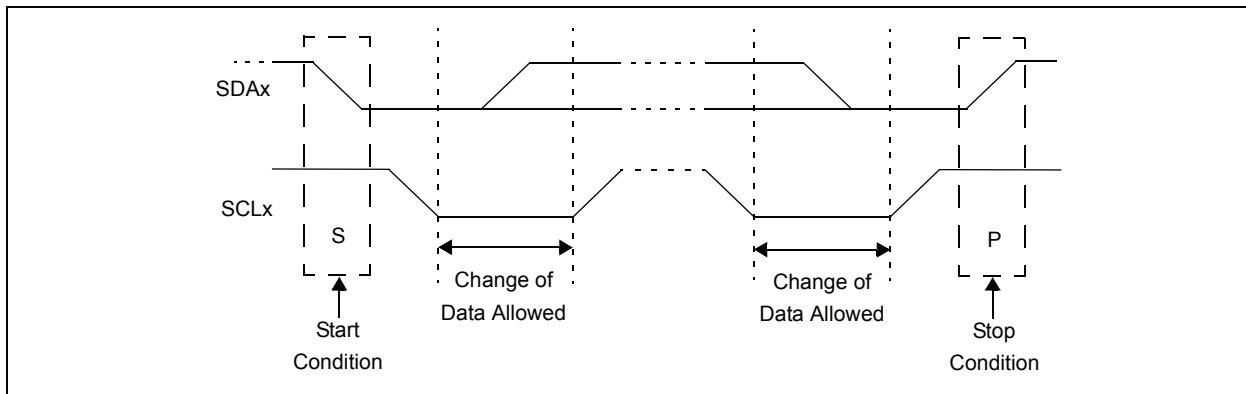 SDAx
SCLx
S
P
Change of
Data Allowed
Change of
Data Allowed
Start
Condition
Stop
Condition